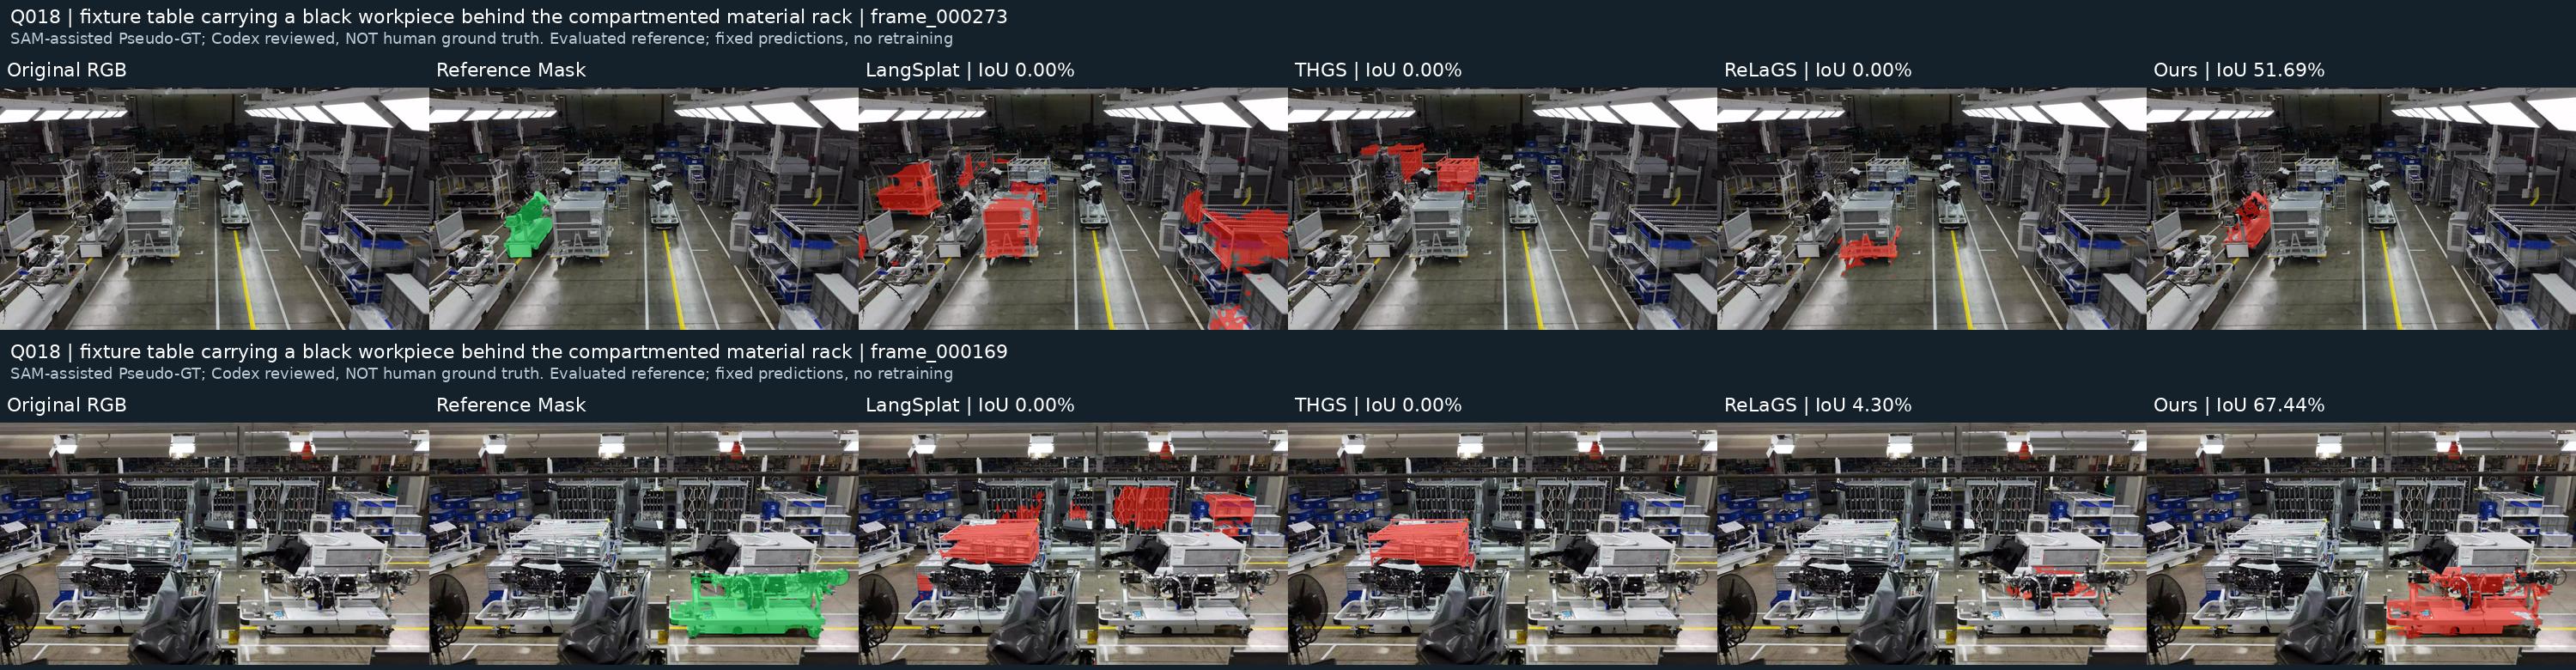 Q018 | fixture table carrying a black workpiece behind the compartmented material rack | frame_000273
SAM-assisted Pseudo-GT; Codex reviewed, NOT human ground truth. Evaluated reference; fixed predictions, no retraining
Original RGB
Reference Mask
LangSplat | IoU 0.00%
THGS | IoU 0.00%
ReLaGS | IoU 0.00%
Ours | IoU 51.69%
Q018 | fixture table carrying a black workpiece behind the compartmented material rack | frame_000169
SAM-assisted Pseudo-GT; Codex reviewed, NOT human ground truth. Evaluated reference; fixed predictions, no retraining
Original RGB
Reference Mask
LangSplat | IoU 0.00%
THGS | IoU 0.00%
ReLaGS | IoU 4.30%
Ours | IoU 67.44%